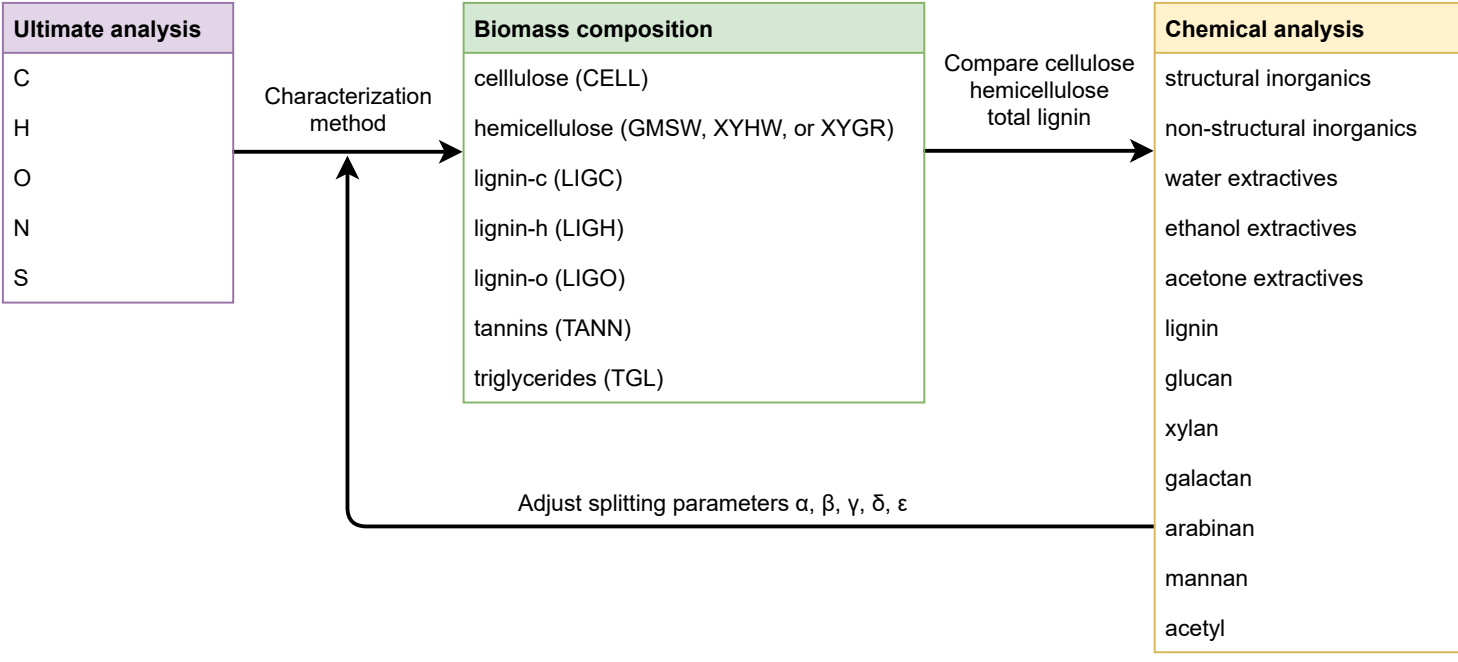 Ultimate analysis
C
H
O
N
S
Characterization
method
Biomass composition
celllulose (CELL)
hemicellulose (GMSW, XYHW, or XYGR)
lignin-c (LIGC)
lignin-h (LIGH)
lignin-o (LIGO)
tannins (TANN)
triglycerides (TGL)
Compare cellulose
hemicellulose
total lignin
Chemical analysis
structural inorganics
non-structural inorganics
water extractives
ethanol extractives
acetone extractives
lignin
glucan
xylan
galactan
arabinan
mannan
acetyl
Adjust splitting parameters α, β, γ, δ, ε